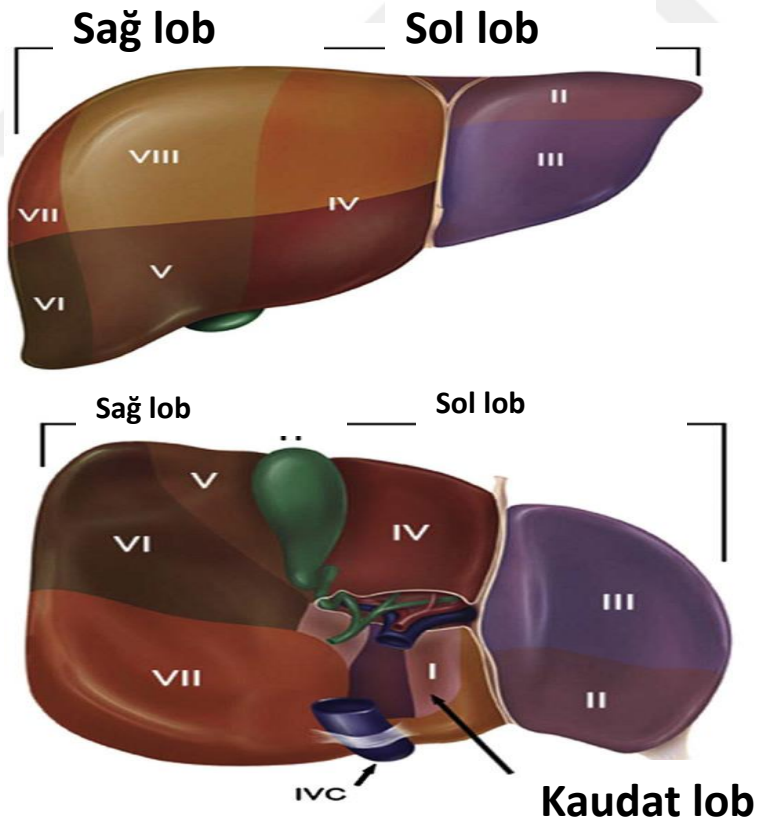 Sağ lob Sol lob
II
VIII
III
VII
IV
V
VI
Sağ lob Sol lob
V
VI
IV
III
VII
I
II
IVC
Kaudat lob